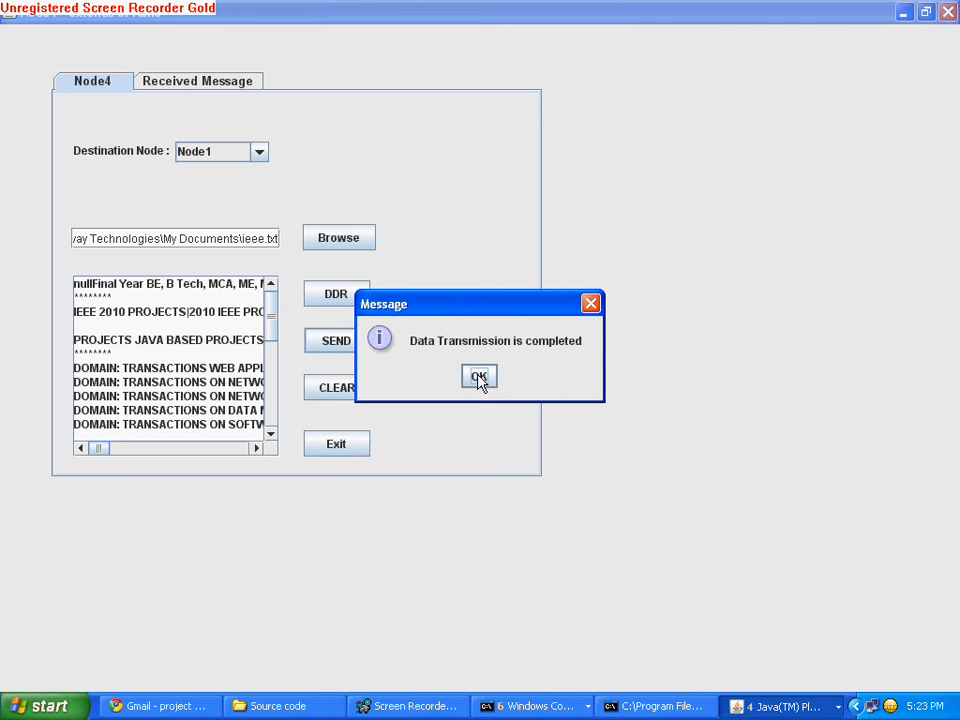 Unregistered Screen Recorder Gold
Node4
Received Message
Destination Node :
Node1
way Technologies\My Documents\ieee.txt
Browse
nullFinal Year BE, B Tech, MCA, ME,
********
IEEE 2010 PROJECTS|2010 IEEE PRO
PROJECTS JAVA BASED PROJECTS
********
DOMAIN: TRANSACTIONS WEB APPL
DOMAIN: TRANSACTIONS ON NETWO
DOMAIN: TRANSACTIONS ON NETWO
DOMAIN: TRANSACTIONS ON DATA
DOMAIN: TRANSACTIONS ON SOFTW
DDR
SEND
CLEAR
Exit
Message
Data Transmission is completed
OK
start
Gmail - project ...
Source code
Screen Recorde...
6 Windows Co...
C:\Program File...
4 Java(TM) Pl...
5:23 PM